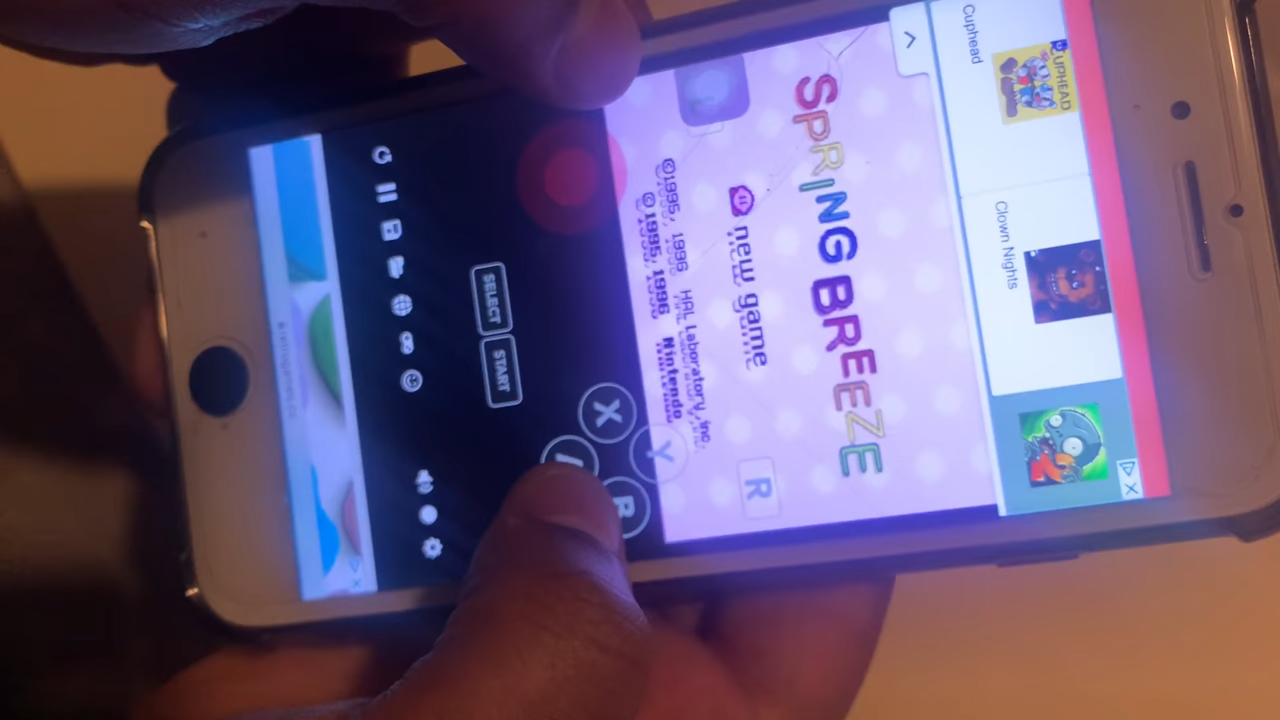 Cuphead
CUPHEAD
Clown Nights
SPRING BREEZE
new game
©1995, 1996 HAL Laboratory, Inc.
©1995, 1996 Nintendo
R
SELECT
START
X
Y